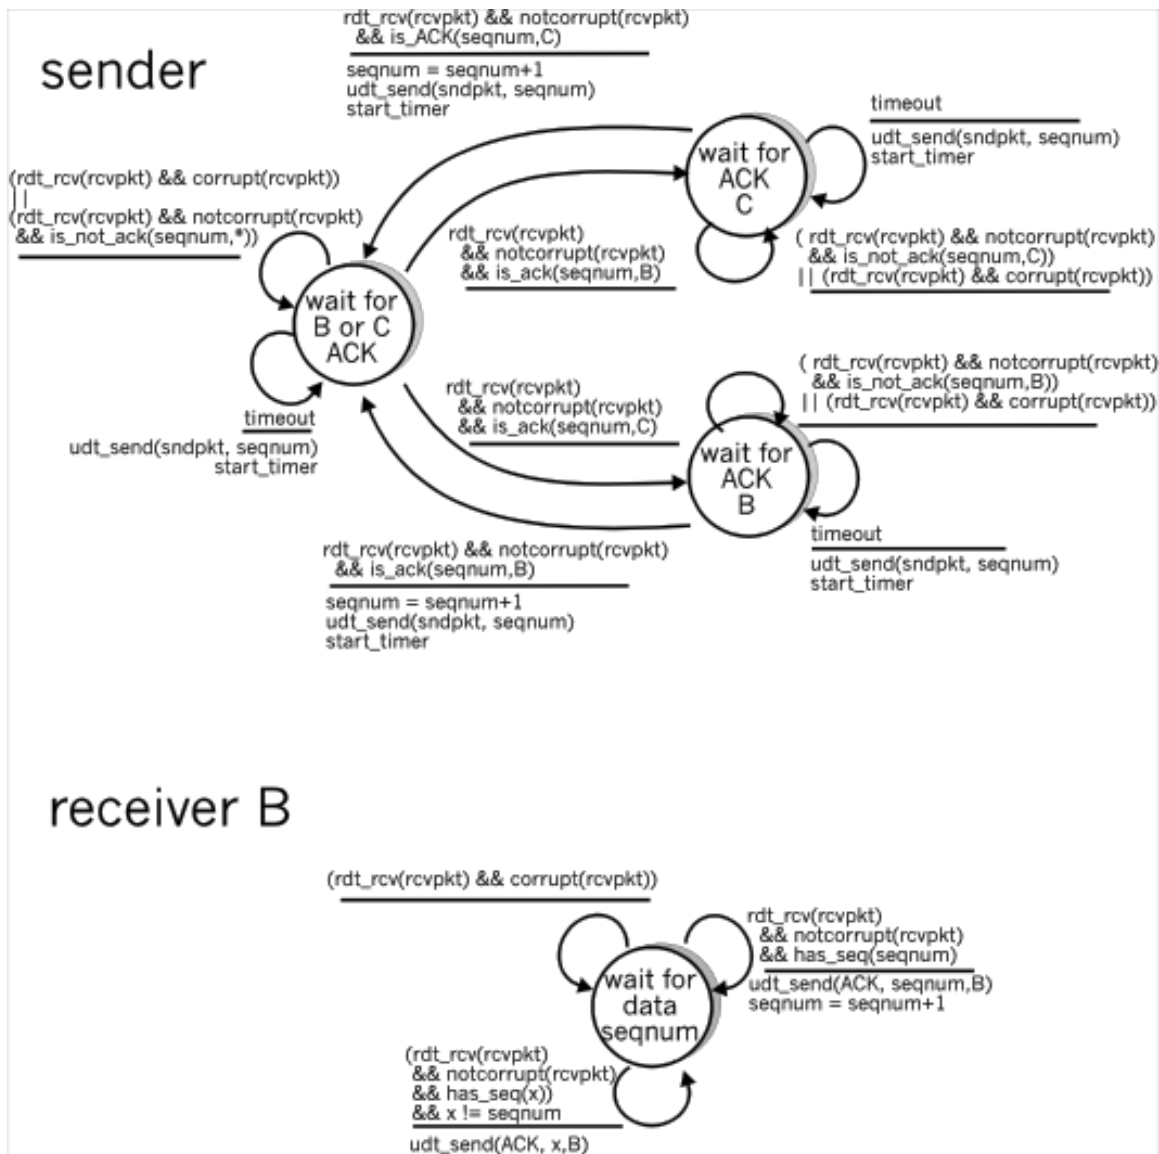 rdt_rcv(rcvpkt) && notcorrupt(rcvpkt)
&& is_ACK(seqnum,C)
seqnum = seqnum+1
udt_send(sndpkt, seqnum)
start_timer
sender
timeout
udt_send(sndpkt, seqnum)
start_timer
wait for
ACK
C
(rdt_rcv(rcvpkt) && corrupt(rcvpkt))
||
(rdt_rcv(rcvpkt) && notcorrupt(rcvpkt)
&& is_not_ack(seqnum,*))
rdt_rcv(rcvpkt)
&& notcorrupt(rcvpkt)
&& is_ack(seqnum,B)
( rdt_rcv(rcvpkt) && notcorrupt(rcvpkt)
&& is_not_ack(seqnum,C))
|| (rdt_rcv(rcvpkt) && corrupt(rcvpkt))
wait for
B or C
ACK
timeout
udt_send(sndpkt, seqnum)
start_timer
rdt_rcv(rcvpkt)
&& notcorrupt(rcvpkt)
&& is_ack(seqnum,C)
( rdt_rcv(rcvpkt) && notcorrupt(rcvpkt)
&& is_not_ack(seqnum,B))
|| (rdt_rcv(rcvpkt) && corrupt(rcvpkt))
wait for
ACK
B
timeout
udt_send(sndpkt, seqnum)
start_timer
rdt_rcv(rcvpkt) && notcorrupt(rcvpkt)
&& is_ack(seqnum,B)
seqnum = seqnum+1
udt_send(sndpkt, seqnum)
start_timer
receiver B
(rdt_rcv(rcvpkt) && corrupt(rcvpkt))
rdt_rcv(rcvpkt)
&& notcorrupt(rcvpkt)
&& has_seq(seqnum)
udt_send(ACK, seqnum,B)
seqnum = seqnum+1
wait for
data
seqnum
(rdt_rcv(rcvpkt)
&& notcorrupt(rcvpkt)
&& has_seq(x))
&& x != seqnum
udt_send(ACK, x,B)